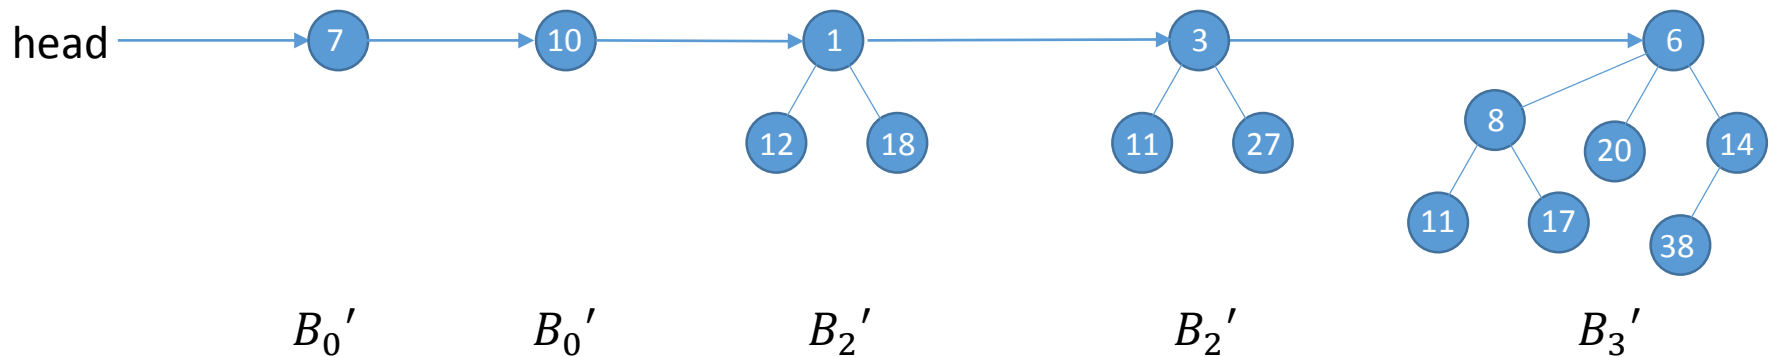 head 7 10 1 3 6
8
12 18 11 27 20 14
11 17 38
B₀′ B₀′ B₂′ B₂′ B₃′